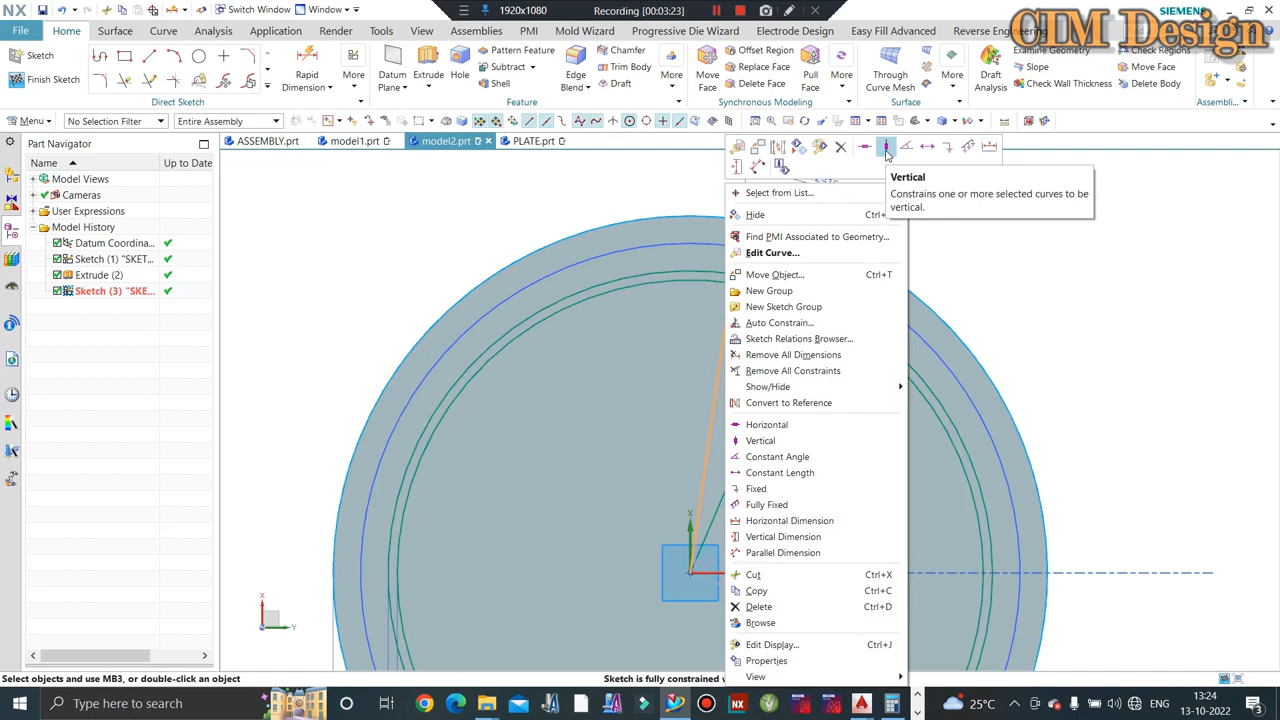 NX
Switch Window
Window
1920x1080
Recording [00:03:23]
SIEMENS
CIM Design
File
Home
Surface
Curve
Analysis
Application
Render
Tools
View
Assemblies
PMI
Mold Wizard
Progressive Die Wizard
Electrode Design
Easy Fill Advanced
Reverse Engineering
Sketch
Finish Sketch
Rapid Dimension
More
Direct Sketch
Datum Plane
Extrude
Hole
Pattern Feature
Subtract
Shell
Edge Blend
Chamfer
Trim Body
Draft
More
Feature
Move Face
Offset Region
Replace Face
Delete Face
Pull Face
More
Synchronous Modeling
Through Curve Mesh
More
Surface
Draft Analysis
Examine Geometry
Slope
Check Wall Thickness
Check Regions
Move Face
Delete Body
Assembli...
Menu
No Selection Filter
Entire Assembly
Part Navigator
Name
Up to Date
Model Views
Cameras
User Expressions
Model History
Datum Coordina...
Sketch (1) "SKET...
Extrude (2)
Sketch (3) "SKE...
ASSEMBLY.prt
model1.prt
model2.prt
PLATE.prt
Vertical
Constrains one or more selected curves to be
vertical.
Select from List...
Hide
Ctrl+
Find PMI Associated to Geometry...
Edit Curve...
Move Object...
Ctrl+T
New Group
New Sketch Group
Auto Constrain...
Sketch Relations Browser...
Remove All Dimensions
Remove All Constraints
Show/Hide
Convert to Reference
Horizontal
Vertical
Constant Angle
Constant Length
Fixed
Fully Fixed
Horizontal Dimension
Vertical Dimension
Parallel Dimension
Cut
Ctrl+X
Copy
Ctrl+C
Delete
Ctrl+D
Browse
Edit Display...
Ctrl+J
Properties
View
X
X
Y
Select objects and use MB3, or double-click an object
Sketch is fully constrained
Type here to search
25°C
ENG
13:24
13-10-2022